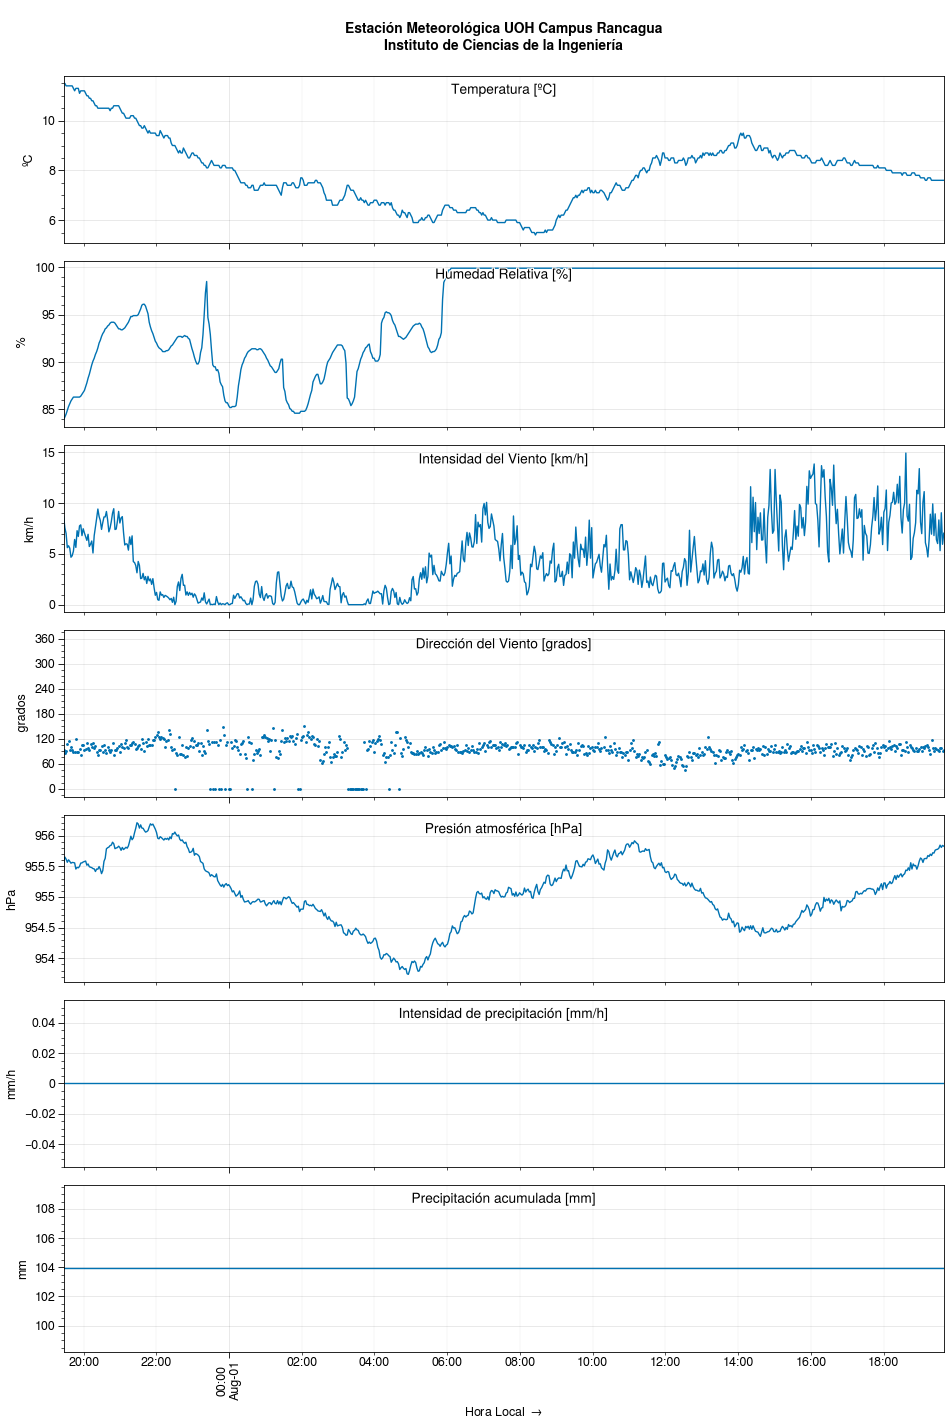 Estación Meteorológica UOH Campus Rancagua
Instituto de Ciencias de la Ingeniería
Temperatura [ºC]
ºC
10
8
6
Humedad Relativa [%]
%
100
95
90
85
Intensidad del Viento [km/h]
km/h
15
10
5
0
Dirección del Viento [grados]
grados
360
300
240
180
120
60
0
Presión atmosférica [hPa]
hPa
956
955.5
955
954.5
954
Intensidad de precipitación [mm/h]
mm/h
0.04
0.02
0
−0.02
−0.04
Precipitación acumulada [mm]
mm
108
106
104
102
100
20:00 22:00 00:00 02:00 04:00 06:00 08:00 10:00 12:00 14:00 16:00 18:00
Aug-01
Hora Local →